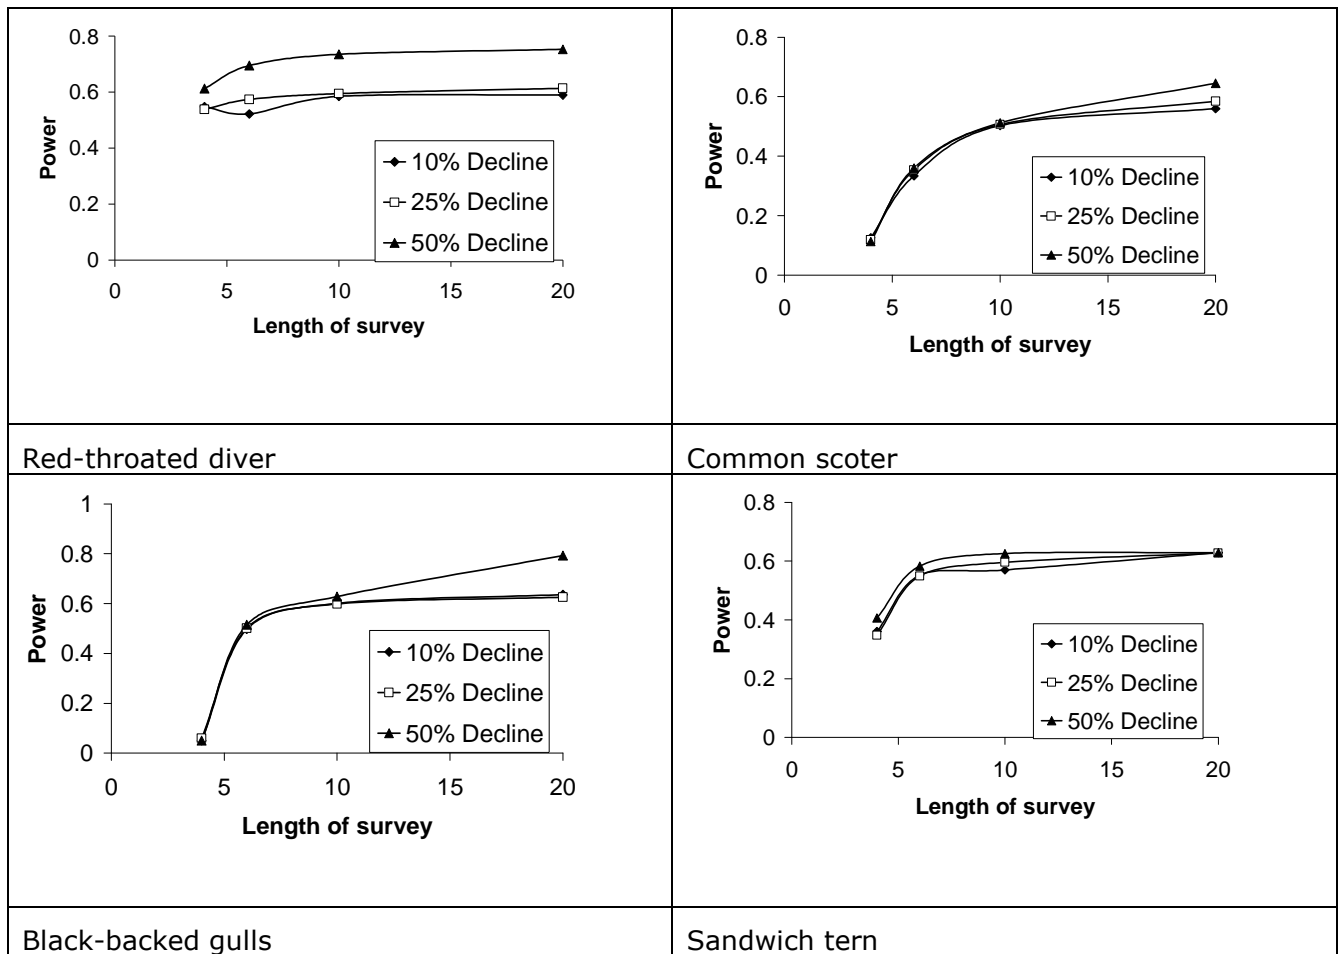 0.8
0.6
0.4
0.2
0
Power
0 5 10 15 20
Length of survey
10% Decline
25% Decline
50% Decline
Red-throated diver
0.8
0.6
0.4
0.2
0
Power
0 5 10 15 20
Length of survey
10% Decline
25% Decline
50% Decline
Common scoter
1
0.8
0.6
0.4
0.2
0
Power
0 5 10 15 20
Length of survey
10% Decline
25% Decline
50% Decline
Black-backed gulls
0.8
0.6
0.4
0.2
0
Power
0 5 10 15 20
Length of survey
10% Decline
25% Decline
50% Decline
Sandwich tern